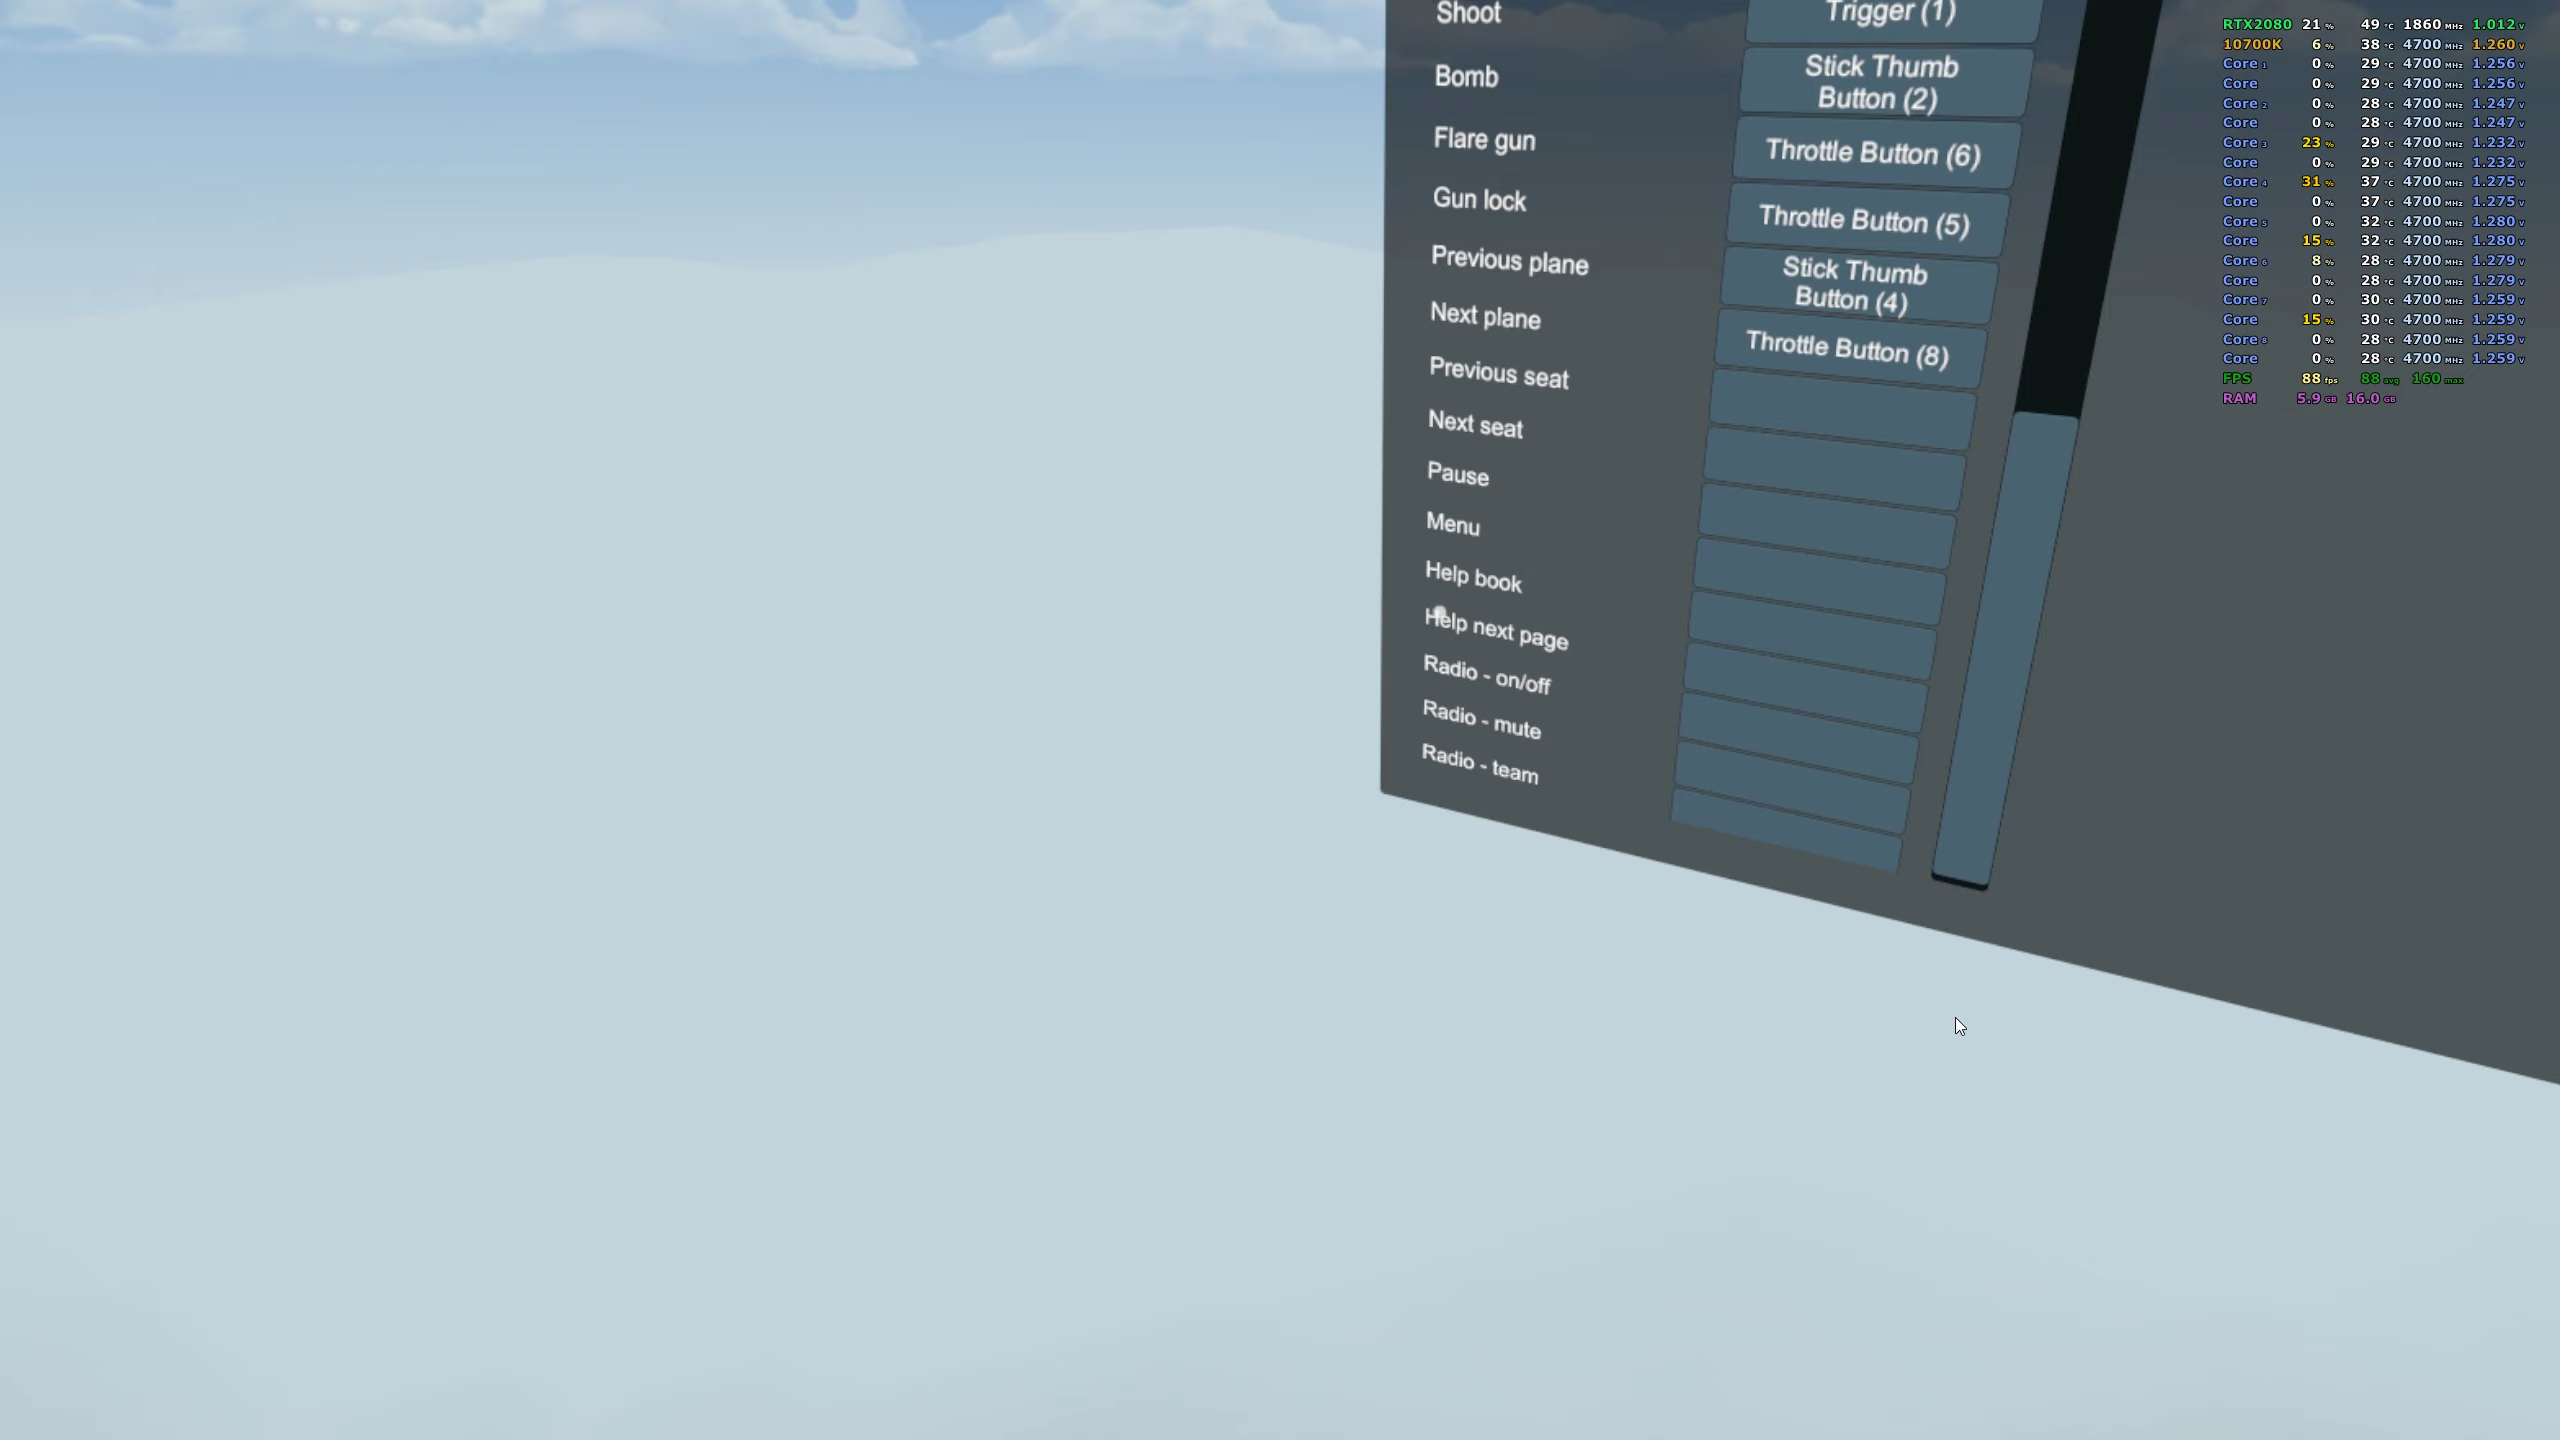 Shoot
Trigger (1)
Bomb
Stick Thumb
Button (2)
Flare gun
Throttle Button (6)
Gun lock
Throttle Button (5)
Previous plane
Stick Thumb
Button (4)
Next plane
Throttle Button (8)
Previous seat
Next seat
Pause
Menu
Help book
Help next page
Radio - on/off
Radio - mute
Radio - team
RTX2080 21 % 49 °C 1860 MHz 1.012 v
10700K 6 % 38 °C 4700 MHz 1.260 v
Core 1 0 % 29 °C 4700 MHz 1.256 v
Core 0 % 29 °C 4700 MHz 1.256 v
Core 2 0 % 28 °C 4700 MHz 1.247 v
Core 0 % 28 °C 4700 MHz 1.247 v
Core 3 23 % 29 °C 4700 MHz 1.232 v
Core 0 % 29 °C 4700 MHz 1.232 v
Core 4 31 % 37 °C 4700 MHz 1.275 v
Core 0 % 37 °C 4700 MHz 1.275 v
Core 5 0 % 32 °C 4700 MHz 1.280 v
Core 15 % 32 °C 4700 MHz 1.280 v
Core 6 8 % 28 °C 4700 MHz 1.279 v
Core 0 % 28 °C 4700 MHz 1.279 v
Core 7 0 % 30 °C 4700 MHz 1.259 v
Core 15 % 30 °C 4700 MHz 1.259 v
Core 8 0 % 28 °C 4700 MHz 1.259 v
Core 0 % 28 °C 4700 MHz 1.259 v
FPS 88 fps 88 avg 160 max
RAM 5.9 GB 16.0 GB